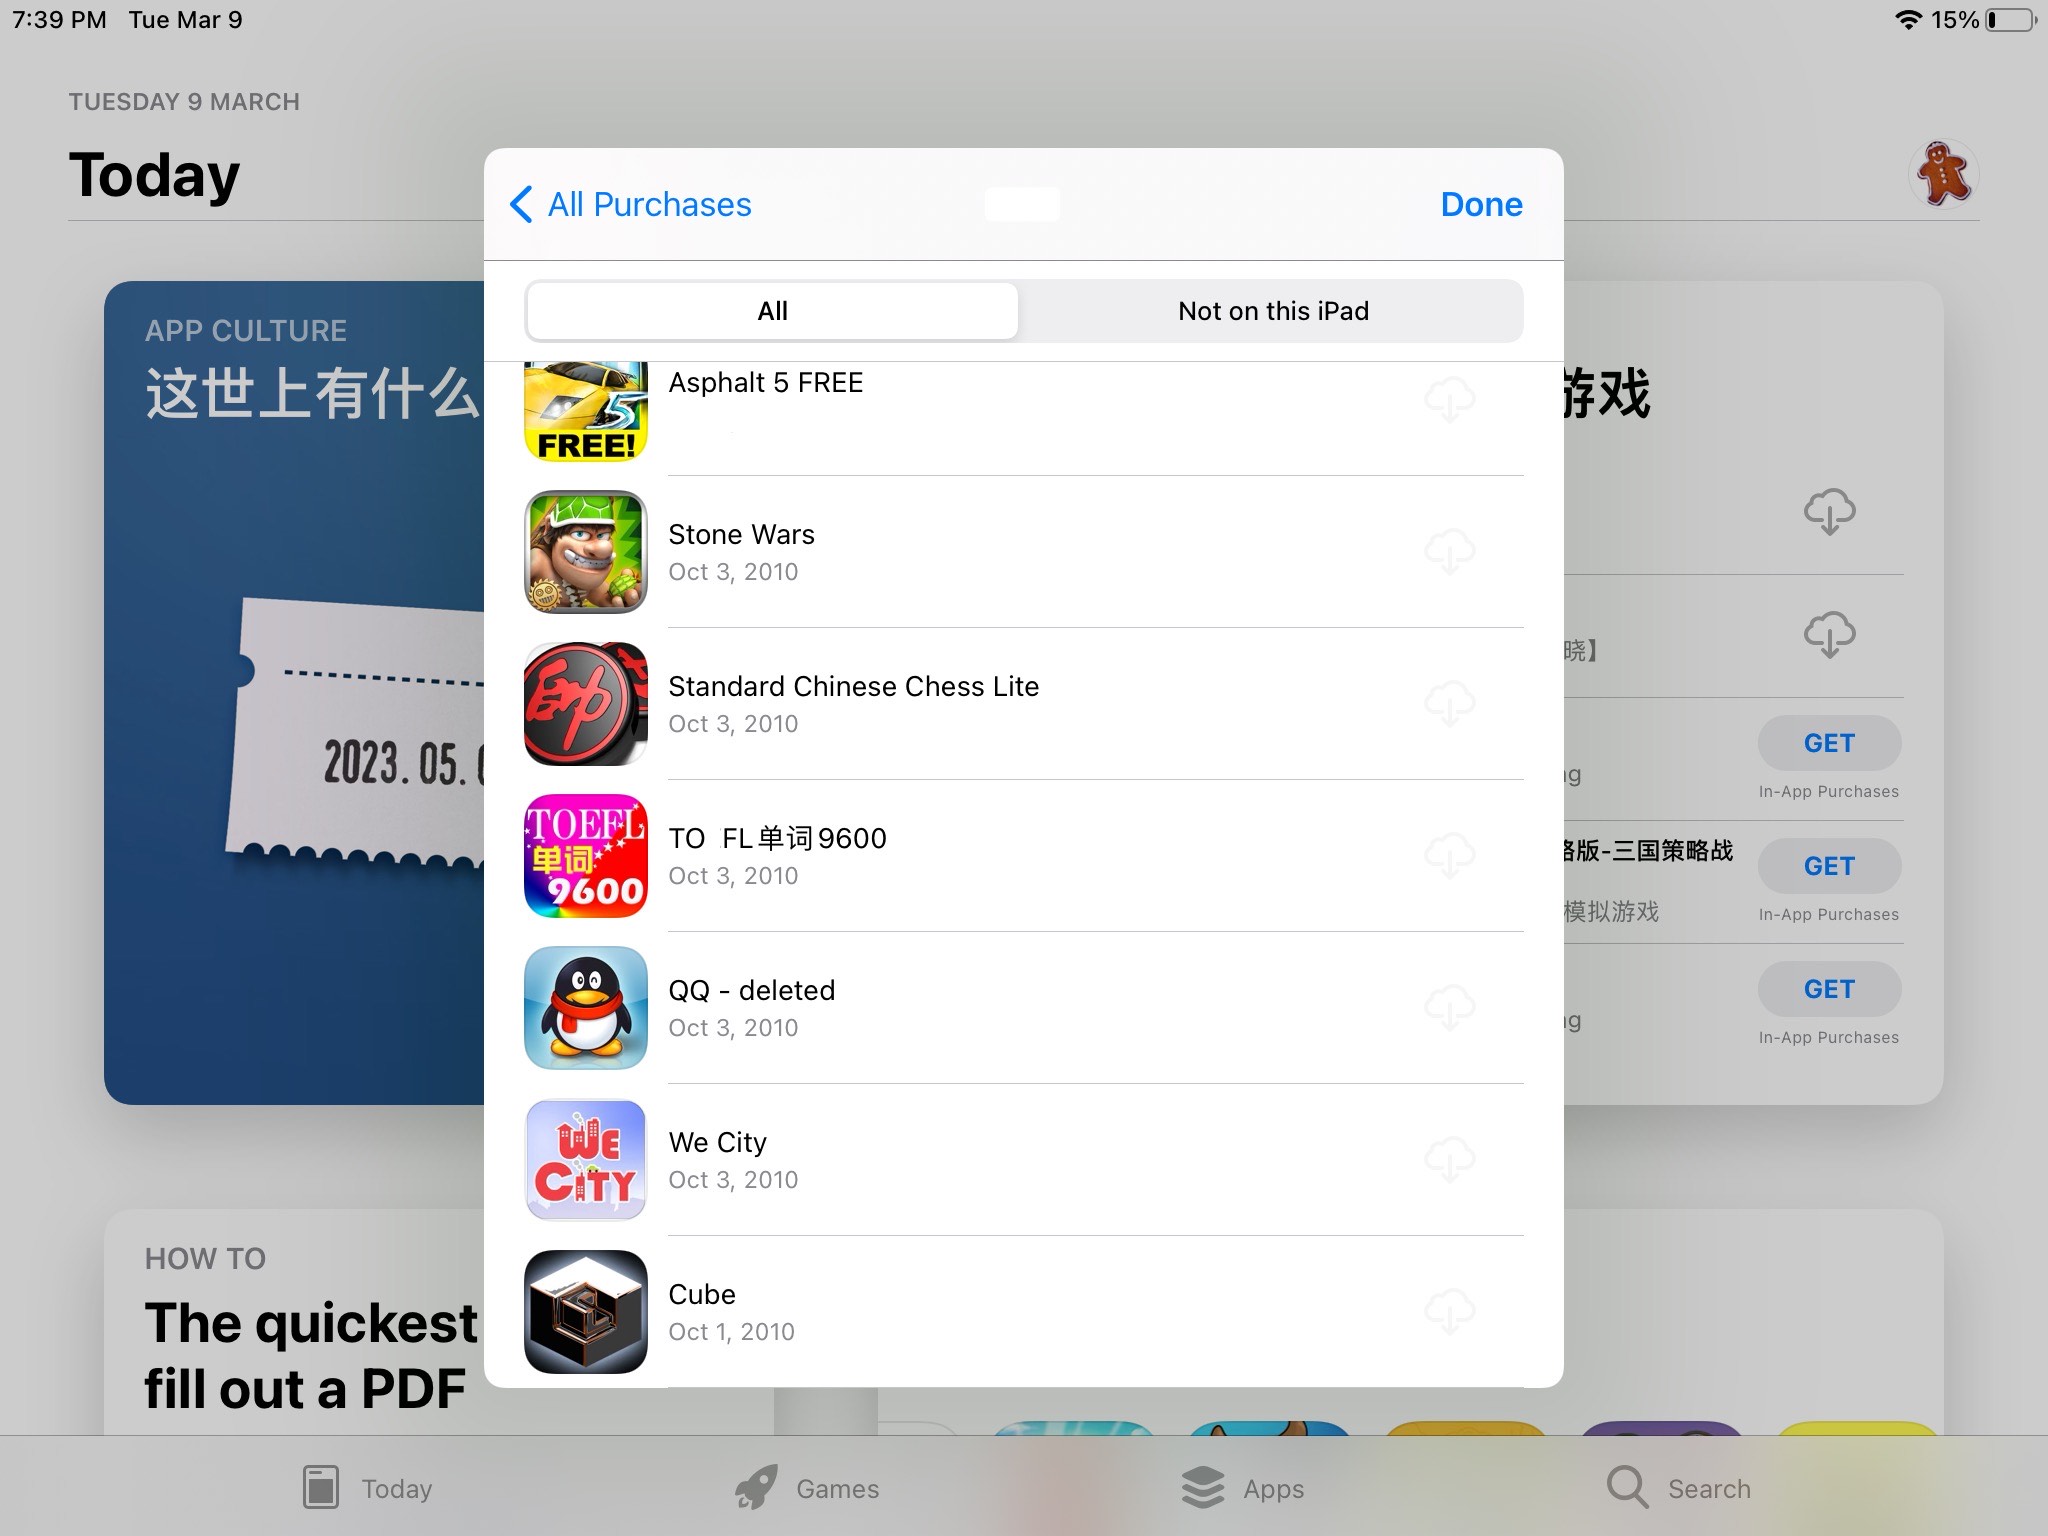 7:39 PM Tue Mar 9
15%
TUESDAY 9 MARCH
Today
All Purchases
Done
All
Not on this iPad
APP CULTURE
这世上有什么
2023. 05.
HOW TO
The quickest
fill out a PDF
5
FREE!
Asphalt 5 FREE
Stone Wars
Oct 3, 2010
帥
Standard Chinese Chess Lite
Oct 3, 2010
TOEFL
单词
9600
TO FL单词9600
Oct 3, 2010
QQ - deleted
Oct 3, 2010
WE
CITY
We City
Oct 3, 2010
Cube
Oct 1, 2010
游戏
晓】
GET
ng
In-App Purchases
略版-三国策略战
GET
模拟游戏
In-App Purchases
GET
ng
In-App Purchases
Today
Games
Apps
Search